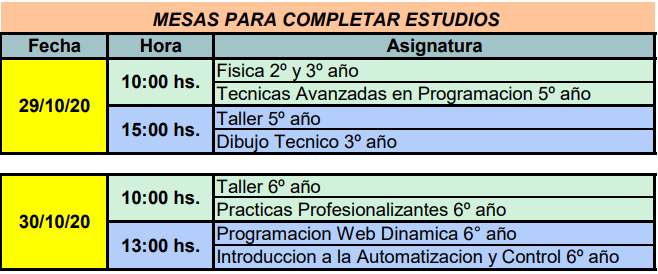 MESAS PARA COMPLETAR ESTUDIOS
Fecha Hora Asignatura
29/10/20
10:00 hs.
Fisica 2º y 3º año
Tecnicas Avanzadas en Programacion 5º año
15:00 hs.
Taller 5º año
Dibujo Tecnico 3º año
30/10/20
10:00 hs.
Taller 6º año
Practicas Profesionalizantes 6º año
13:00 hs.
Programacion Web Dinamica 6° año
Introduccion a la Automatizacion y Control 6º año